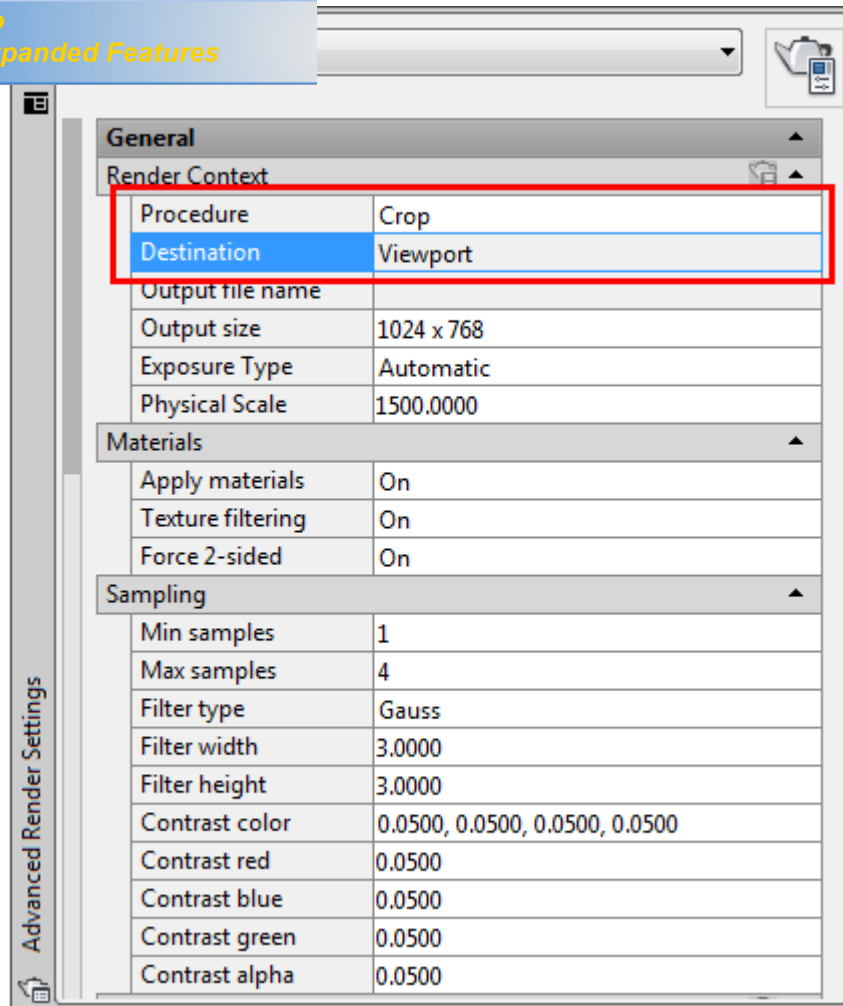 General
Render Context
Procedure Crop
Destination Viewport
Output file name
Output size 1024 x 768
Exposure Type Automatic
Physical Scale 1500.0000
Materials
Apply materials On
Texture filtering On
Force 2-sided On
Sampling
Min samples 1
Max samples 4
Filter type Gauss
Filter width 3.0000
Filter height 3.0000
Contrast color 0.0500, 0.0500, 0.0500, 0.0500
Contrast red 0.0500
Contrast blue 0.0500
Contrast green 0.0500
Contrast alpha 0.0500
Advanced Render Settings
Features